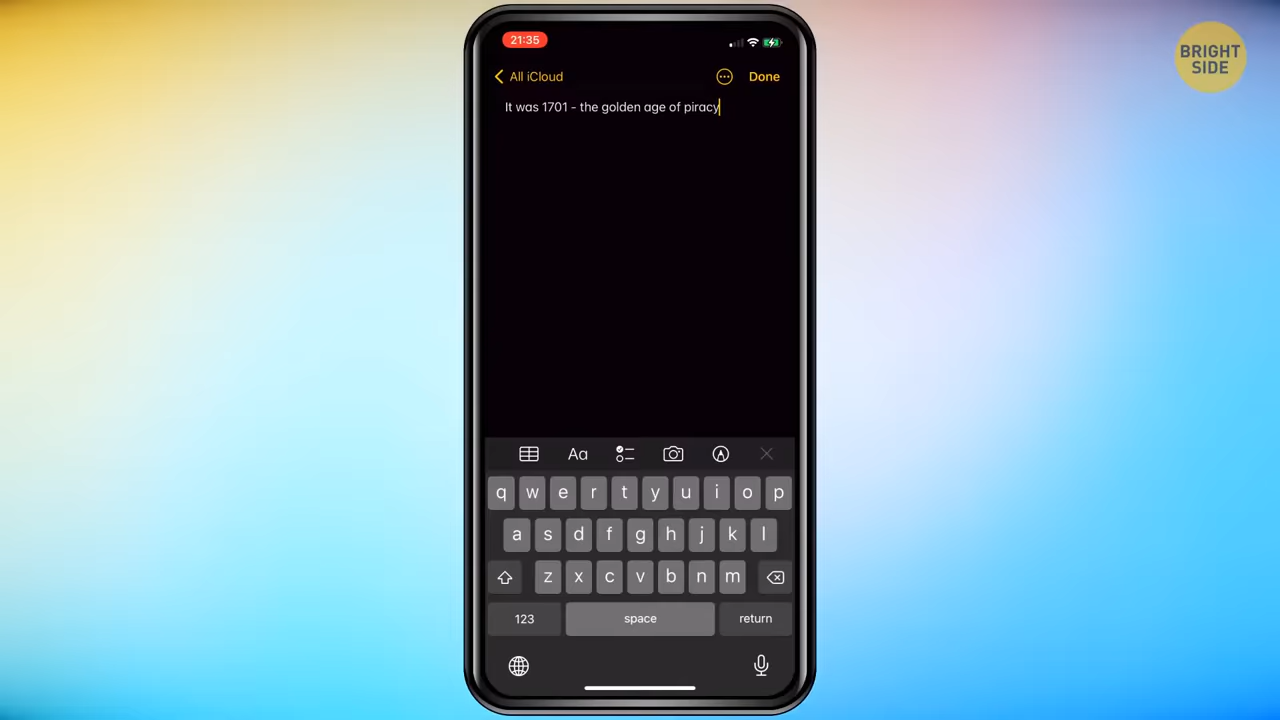 21:35
BRIGHT
SIDE
All iCloud
Done
It was 1701 - the golden age of piracy
Aa
q w e r t y u i o p
a s d f g h j k l
z x c v b n m
123 space return